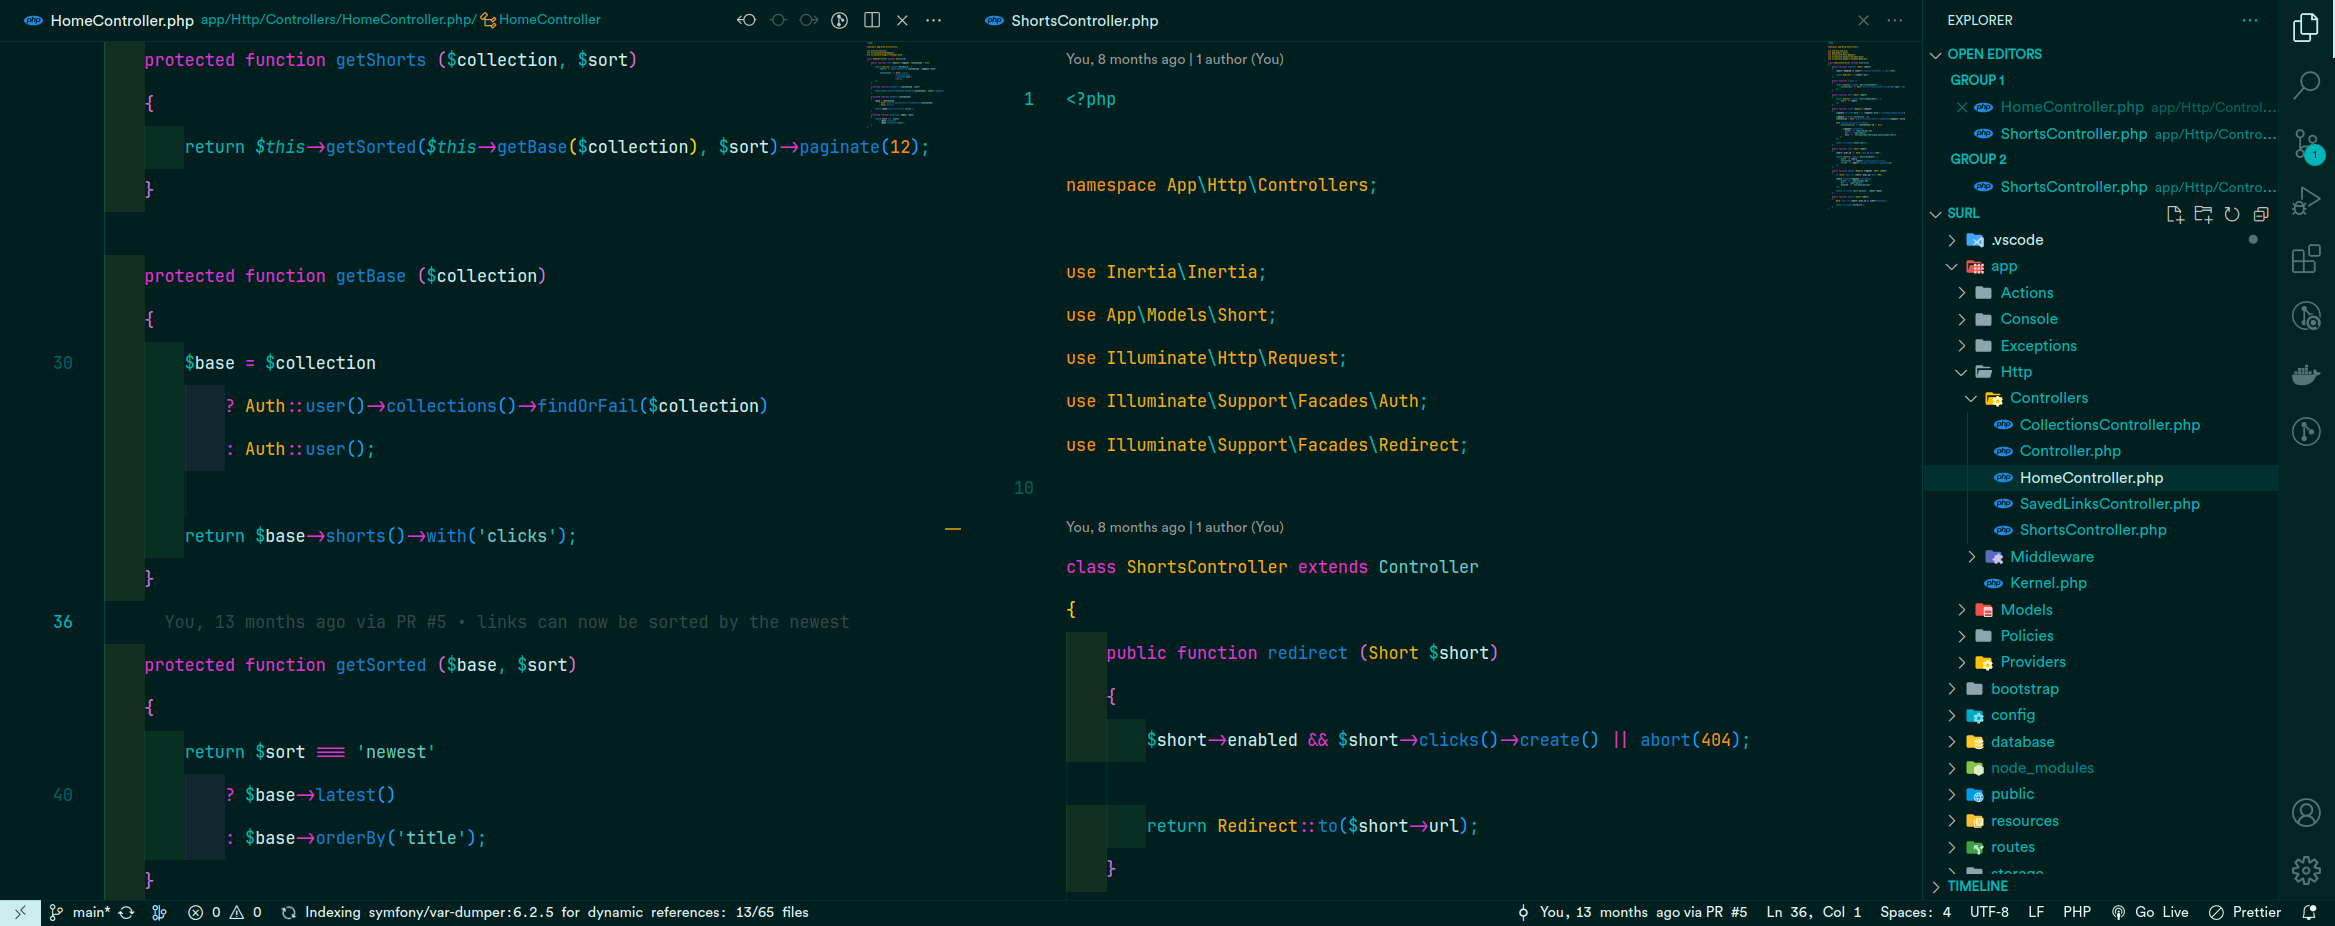 HomeController.php app/Http/Controllers/HomeController.php/ HomeController
protected function getShorts ($collection, $sort)
{
return $this->getSorted($this->getBase($collection), $sort)->paginate(12);
}
protected function getBase ($collection)
{
30 $base = $collection
? Auth::user()->collections()->findOrFail($collection)
: Auth::user();
return $base->shorts()->with('clicks');
}
36 You, 13 months ago via PR #5 • links can now be sorted by the newest
protected function getSorted ($base, $sort)
{
return $sort === 'newest'
? $base->latest()
40 : $base->orderBy('title');
}
ShortsController.php
You, 8 months ago | 1 author (You)
1 <?php
namespace App\Http\Controllers;
use Inertia\Inertia;
use App\Models\Short;
use Illuminate\Http\Request;
use Illuminate\Support\Facades\Auth;
use Illuminate\Support\Facades\Redirect;
10
You, 8 months ago | 1 author (You)
class ShortsController extends Controller
{
public function redirect (Short $short)
{
$short->enabled && $short->clicks()->create() || abort(404);
return Redirect::to($short->url);
}
EXPLORER
OPEN EDITORS
GROUP 1
php HomeController.php app/Http/Control...
php ShortsController.php app/Http/Contro...
GROUP 2
php ShortsController.php app/Http/Contro...
SURL
.vscode
app
Actions
Console
Exceptions
Http
Controllers
php CollectionsController.php
php Controller.php
php HomeController.php
php SavedLinksController.php
php ShortsController.php
Middleware
php Kernel.php
Models
Policies
Providers
bootstrap
config
database
node_modules
public
resources
routes
storage
TIMELINE
1
main* 0 0 Indexing symfony/var-dumper:6.2.5 for dynamic references: 13/65 files
You, 13 months ago via PR #5 Ln 36, Col 1 Spaces: 4 UTF-8 LF PHP Go Live Prettier